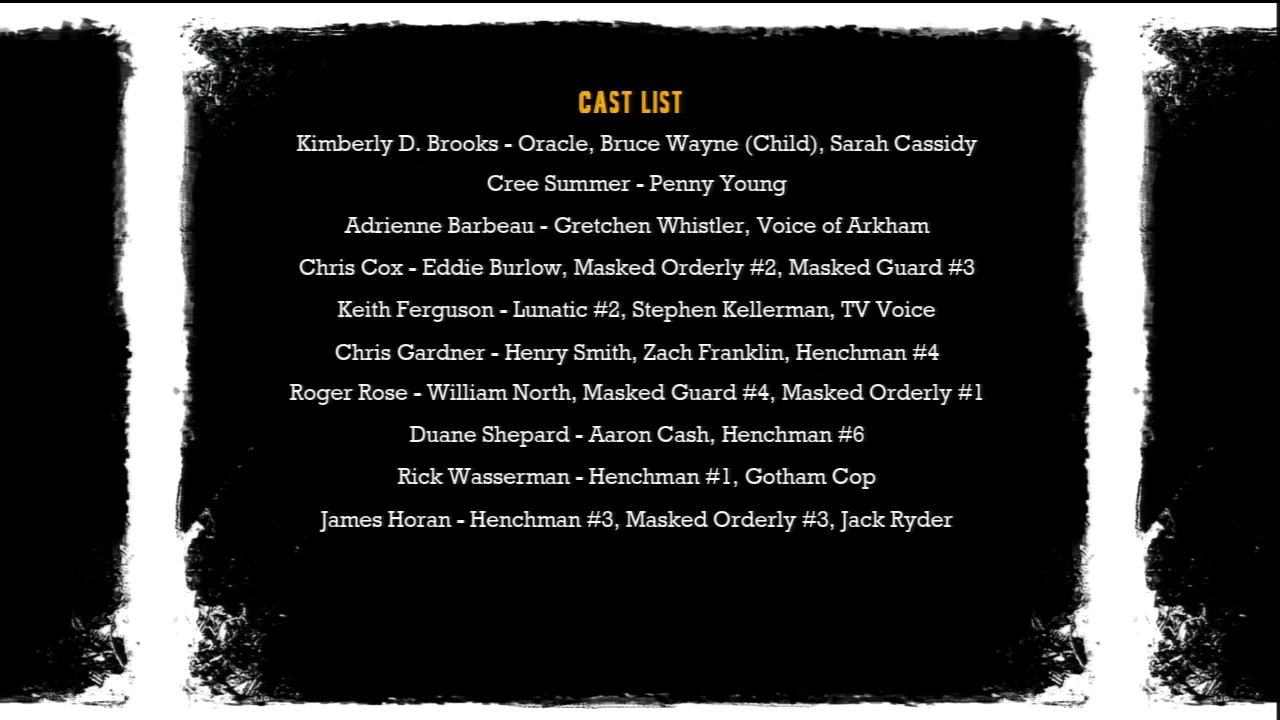 CAST LIST
Kimberly D. Brooks - Oracle, Bruce Wayne (Child), Sarah Cassidy
Cree Summer - Penny Young
Adrienne Barbeau - Gretchen Whistler, Voice of Arkham
Chris Cox - Eddie Burlow, Masked Orderly #2, Masked Guard #3
Keith Ferguson - Lunatic #2, Stephen Kellerman, TV Voice
Chris Gardner - Henry Smith, Zach Franklin, Henchman #4
Roger Rose - William North, Masked Guard #4, Masked Orderly #1
Duane Shepard - Aaron Cash, Henchman #6
Rick Wasserman - Henchman #1, Gotham Cop
James Horan - Henchman #3, Masked Orderly #3, Jack Ryder